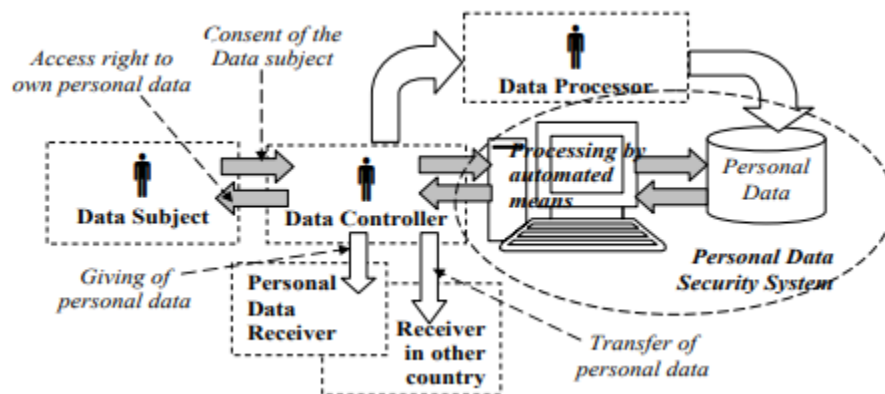 Access right to
own personal data
Consent of the
Data subject
Data Processor
Data Subject
Data Controller
Processing by
automated
means
Personal
Data
Personal Data
Security System
Giving of
personal data
Personal
Data
Receiver
Receiver
in other
country
Transfer of
personal data